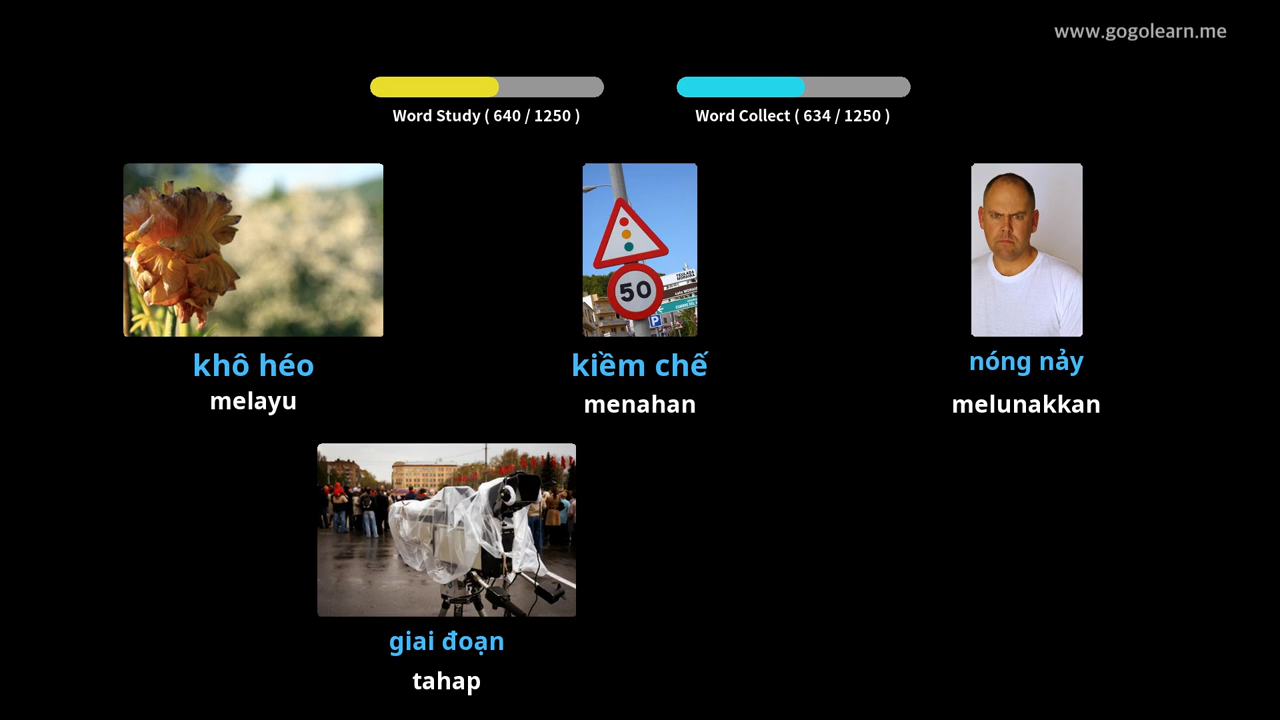 www.gogolearn.me
Word Study ( 640 / 1250 )
Word Collect ( 634 / 1250 )
50
P
khô héo
melayu
kiềm chế
menahan
nóng nảy
melunakkan
giai đoạn
tahap